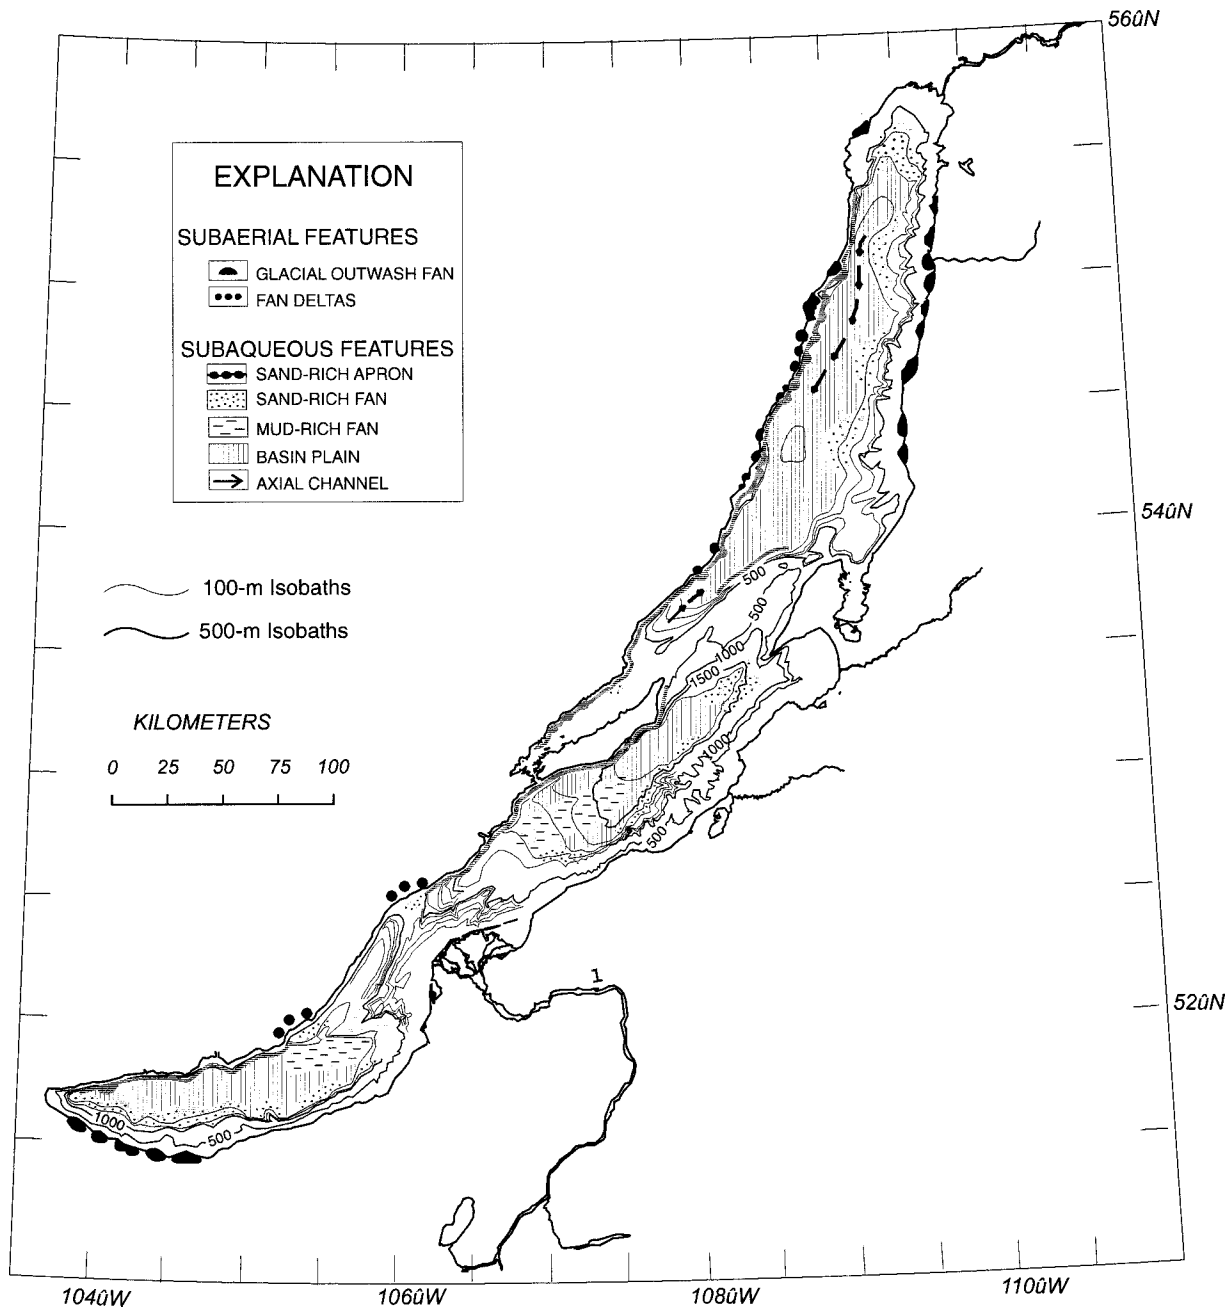 56ûN
EXPLANATION
SUBAERIAL FEATURES
GLACIAL OUTWASH FAN
FAN DELTAS
SUBAQUEOUS FEATURES
SAND-RICH APRON
SAND-RICH FAN
MUD-RICH FAN
BASIN PLAIN
AXIAL CHANNEL
54ûN
500
100-m Isobaths
500
500-m Isobaths
1000
1500
KILOMETERS
1000
0 25 50 75 100
500
1
52ûN
1000
500
104ûW 106ûW 108ûW 110ûW